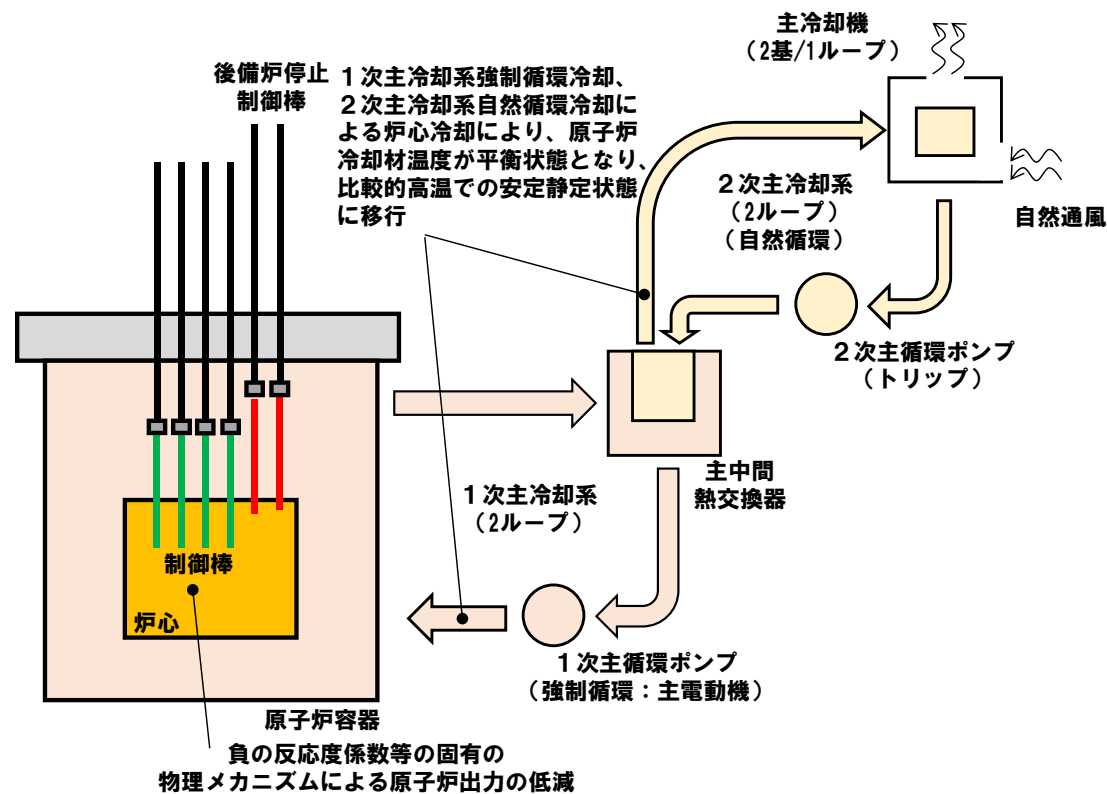 主冷却機
（2基/1ループ）
後備炉停止
制御棒
１次主冷却系強制循環冷却、
２次主冷却系自然循環冷却に
よる炉心冷却により、原子炉
冷却材温度が平衡状態となり、
比較的高温での安定静定状態
に移行
２次主冷却系
（2ループ）
（自然循環）
自然通風
２次主循環ポンプ
（トリップ）
主中間
熱交換器
１次主冷却系
（2ループ）
制御棒
炉心
１次主循環ポンプ
（強制循環：主電動機）
原子炉容器
負の反応度係数等の固有の
物理メカニズムによる原子炉出力の低減